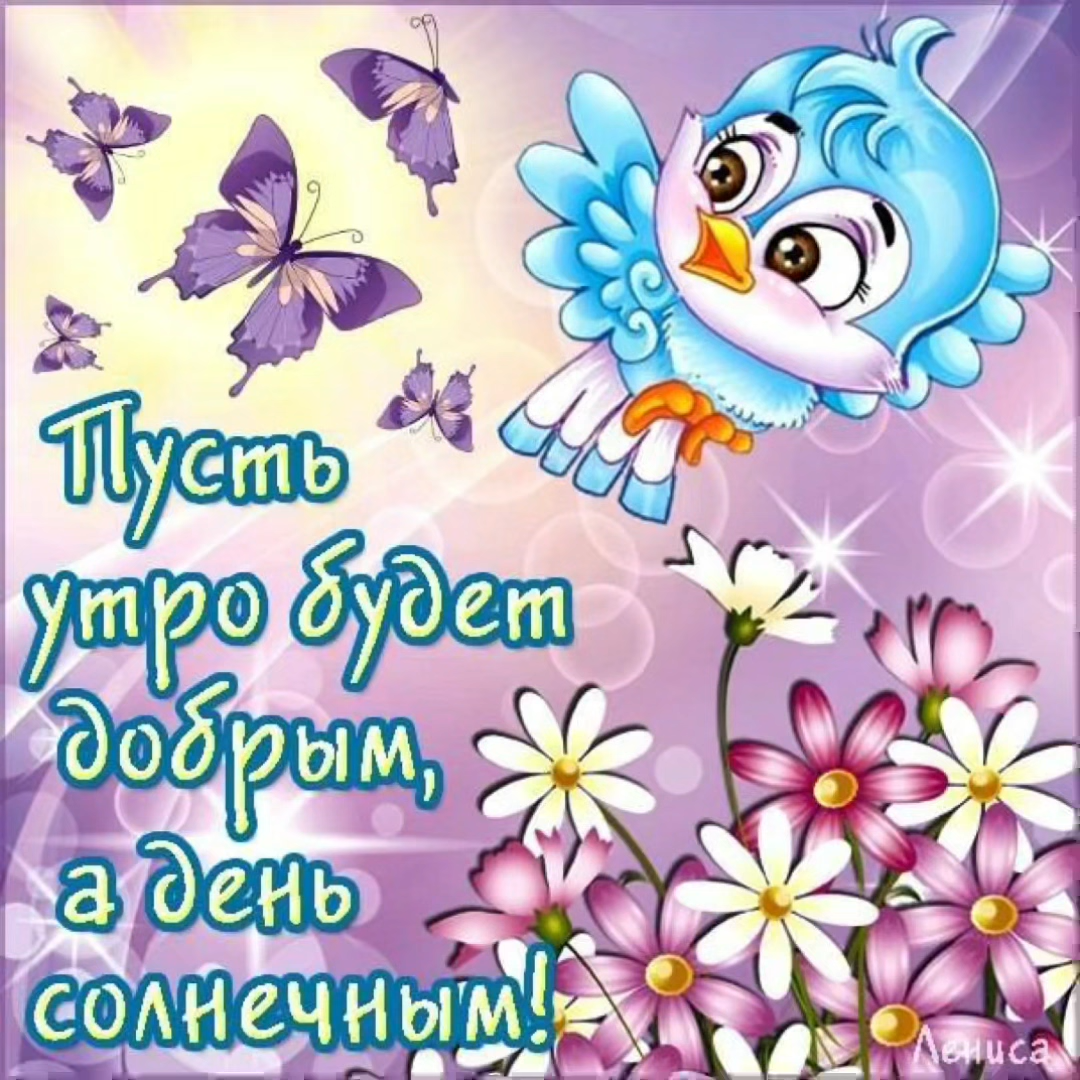 Пусть
утро будет
добрым,
а день
солнечным!
Лениса